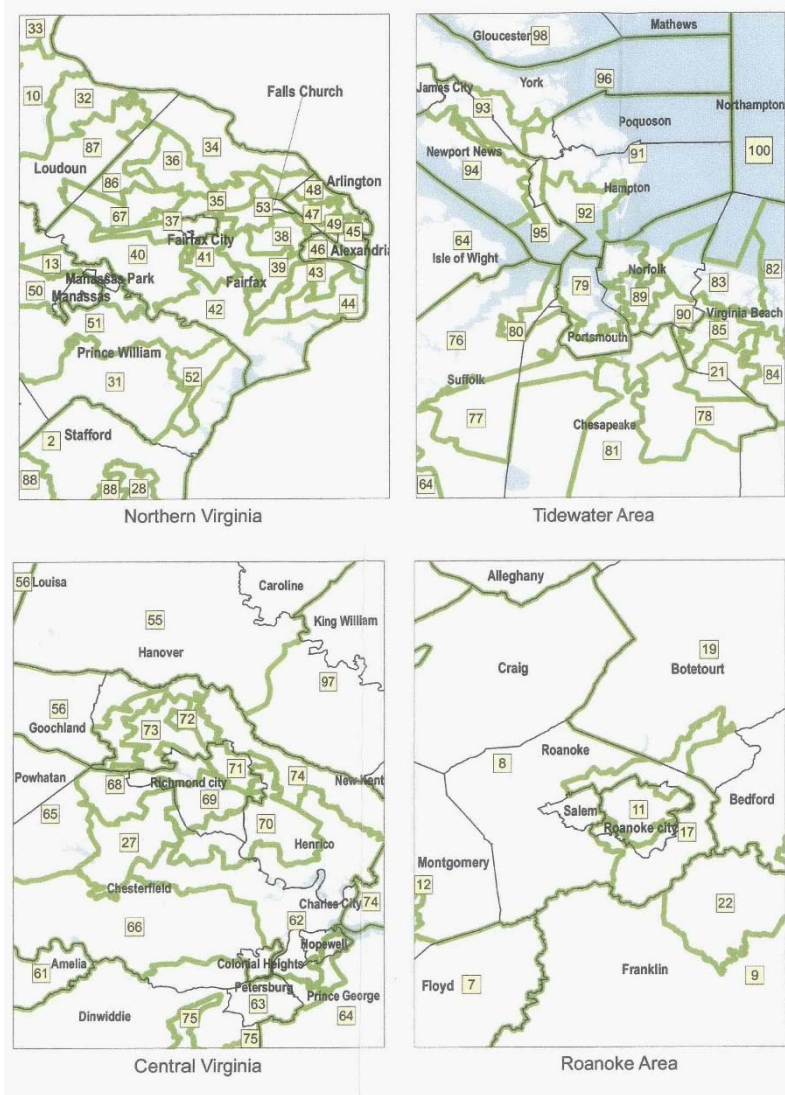 33
Gloucester 98
Mathews
10
32
Falls Church
York
96
James City
93
Northampton
87
36
34
Poquoson
Loudoun
Newport News
91
100
86
35
48
Arlington
94
Hampton
67
37
53
47
49
45
92
Fairfax City
38
46
Alexandria
64
95
40
41
Isle of Wight
13
Manassas Park
39
43
79
Norfolk
82
50
Manassas
Fairfax
89
83
42
44
90
Virginia Beach
51
80
Portsmouth
85
Prince William
76
31
52
21
84
Suffolk
2
Stafford
77
Chesapeake
78
81
88
88
28
64
Northern Virginia
Tidewater Area
56 Louisa
Caroline
Alleghany
55
King William
Hanover
19
97
Craig
Botetourt
56
Goochland
72
73
Roanoke
8
Powhatan
71
68
Richmond city
74
New Kent
69
Salem
11
Bedford
65
70
Roanoke city
17
27
Henrico
Montgomery
12
Chesterfield
Charles City
74
22
66
62
Hopewell
61
Amelia
Colonial Heights
Franklin
9
Petersburg
Floyd
7
63
Prince George
Dinwiddie
75
64
75
Central Virginia
Roanoke Area